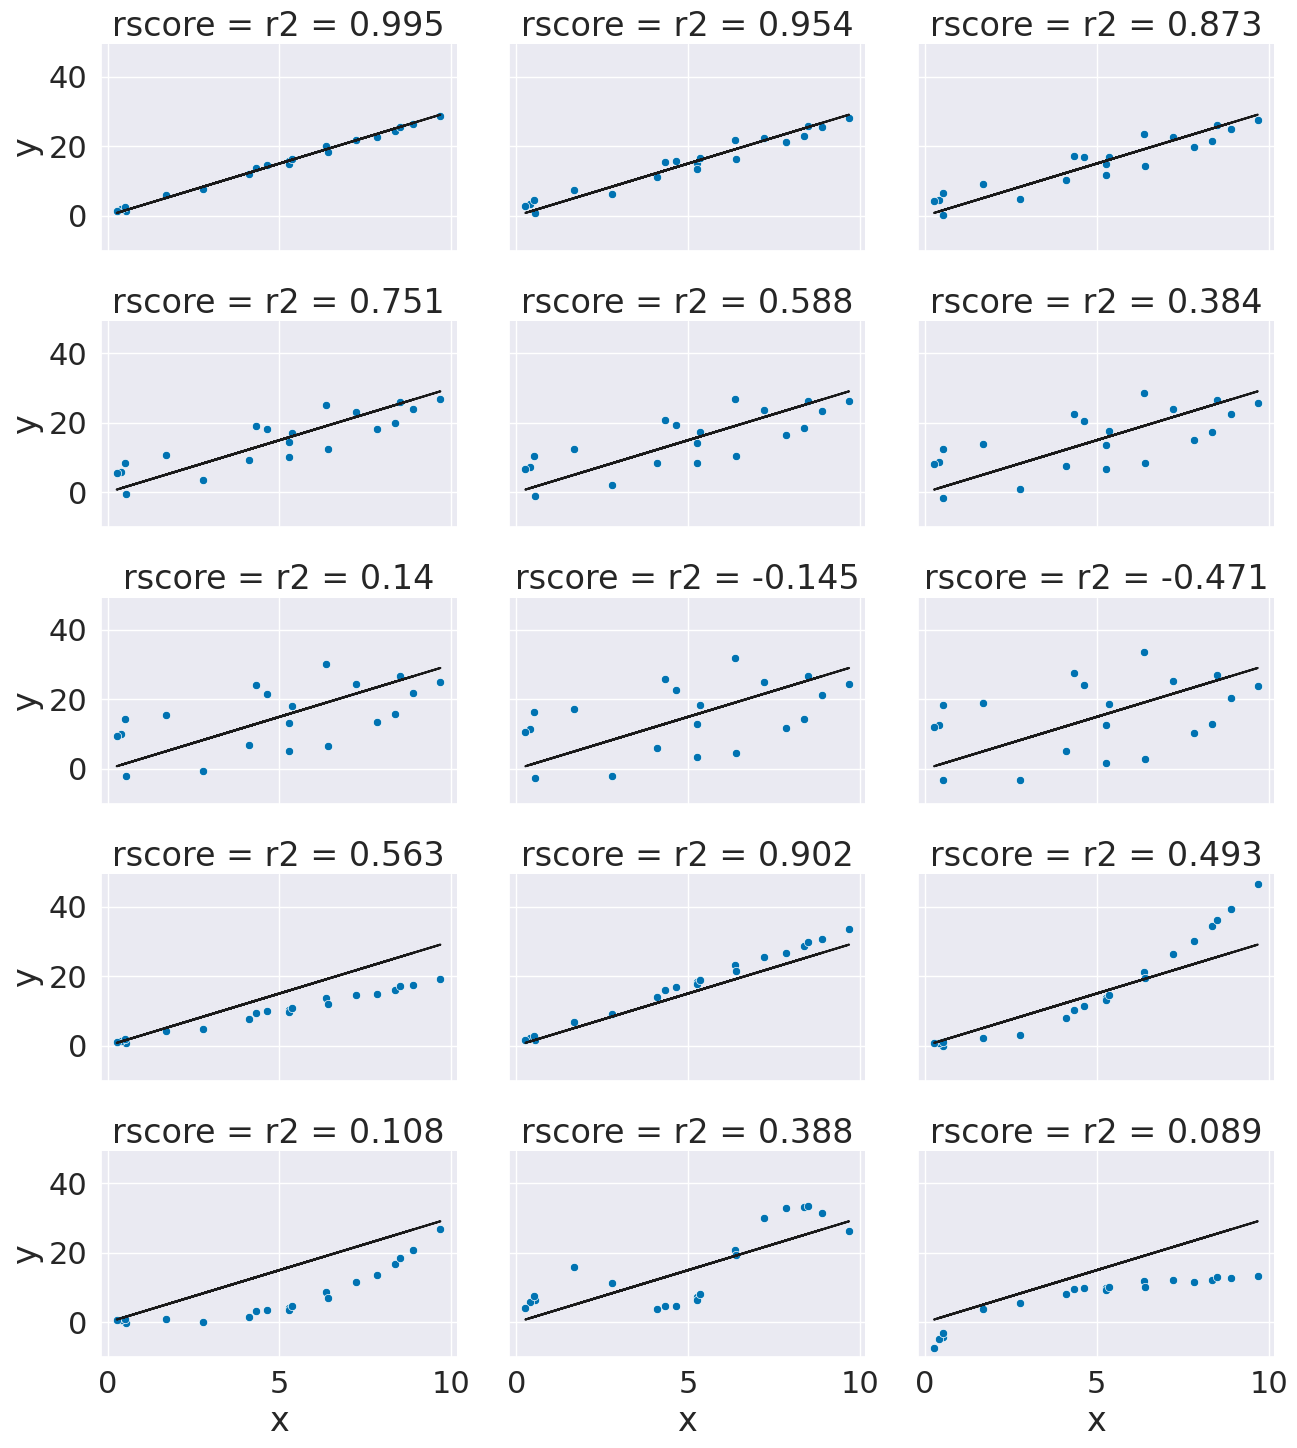 rscore = r2 = 0.995
rscore = r2 = 0.954
rscore = r2 = 0.873
40
20
0
y
rscore = r2 = 0.751
rscore = r2 = 0.588
rscore = r2 = 0.384
40
20
0
y
rscore = r2 = 0.14
rscore = r2 = -0.145
rscore = r2 = -0.471
40
20
0
y
rscore = r2 = 0.563
rscore = r2 = 0.902
rscore = r2 = 0.493
40
20
0
y
rscore = r2 = 0.108
rscore = r2 = 0.388
rscore = r2 = 0.089
40
20
0
y
0 5 10
0 5 10
0 5 10
x
x
x